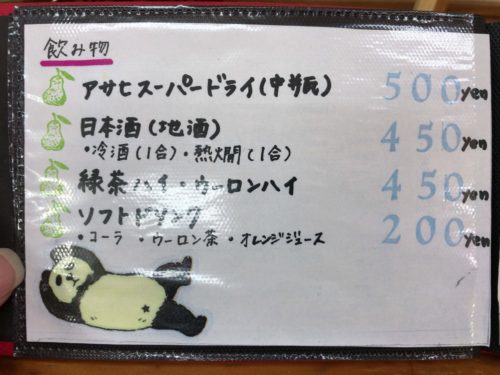 飲み物
アサヒスーパードライ(中瓶) 500yen
日本酒(地酒) 450yen
・冷酒(1合)・熱燗(1合)
緑茶ハイ・ウーロンハイ 450yen
ソフトドリンク 200yen
・コーラ ・ウーロン茶 ・オレンジジュース